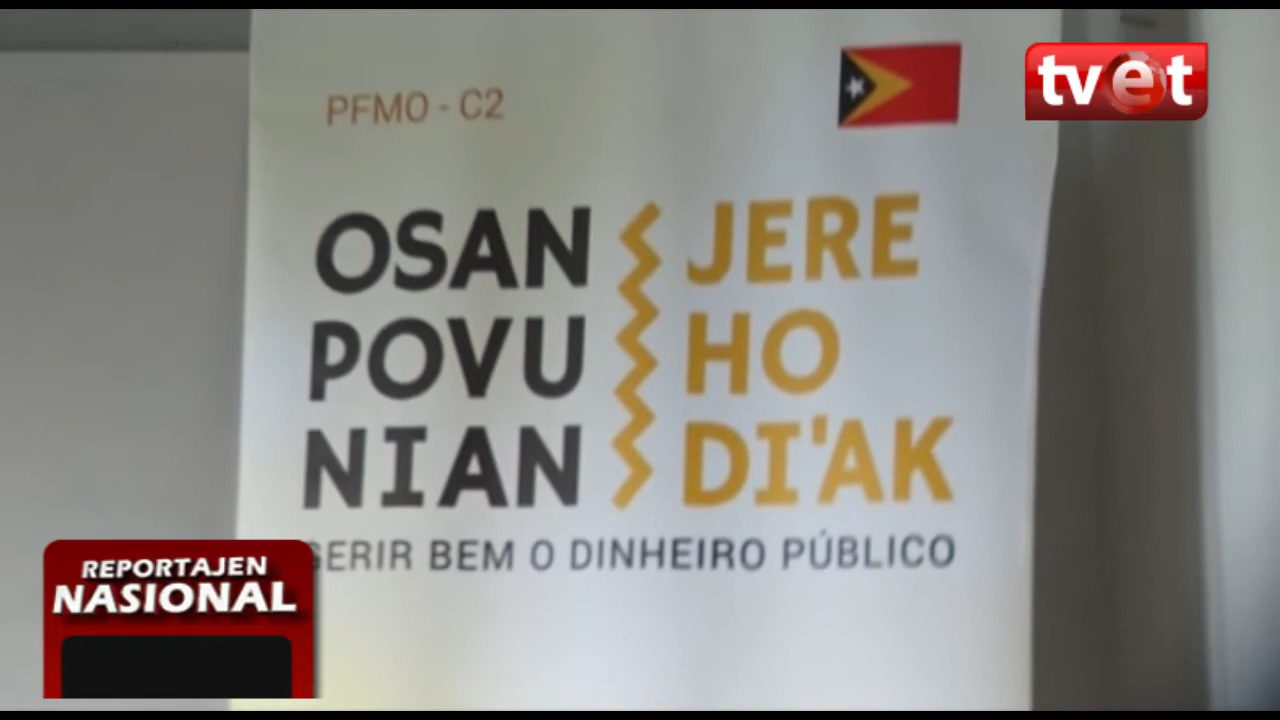 tvet
PFMO - C2
OSAN JERE
POVU HO
NIAN DI'AK
GERIR BEM O DINHEIRO PÚBLICO
REPORTAJEN
NASIONAL